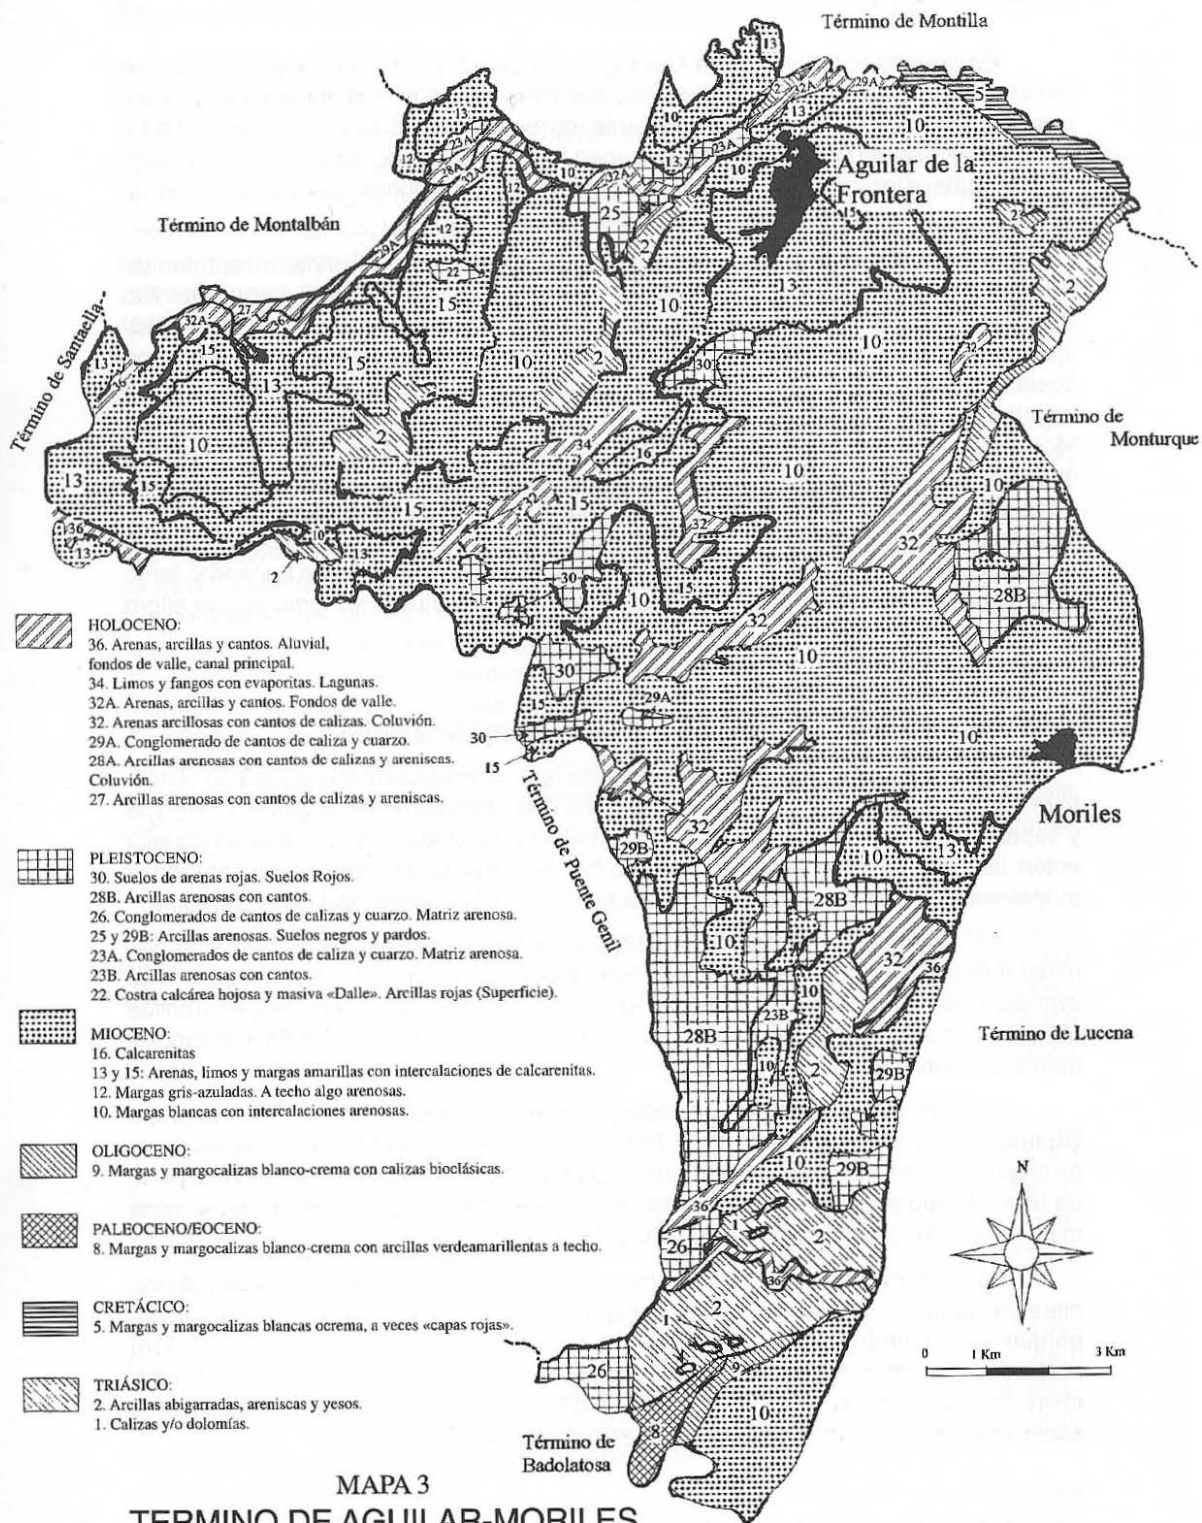 Término de Montilla
Aguilar de la
Frontera
Término de Montalbán
Término de Santaella
Término de
Monturque
HOLOCENO:
36. Arenas, arcillas y cantos. Aluvial,
fondos de valle, canal principal.
34. Limos y fangos con evaporitas. Lagunas.
32A. Arenas, arcillas y cantos. Fondos de valle.
32. Arenas arcillosas con cantos de calizas. Coluvión.
29A. Conglomerado de cantos de caliza y cuarzo.
28A. Arcillas arenosas con cantos de calizas y areniscas.
Coluvión.
27. Arcillas arenosas con cantos de calizas y areniscas.
Término de Puente Genil
Moriles
PLEISTOCENO:
30. Suelos de arenas rojas. Suelos Rojos.
28B. Arcillas arenosas con cantos.
26. Conglomerados de cantos de calizas y cuarzo. Matriz arenosa.
25 y 29B: Arcillas arenosas. Suelos negros y pardos.
23A. Conglomerados de cantos de caliza y cuarzo. Matriz arenosa.
23B. Arcillas arenosas con cantos.
22. Costra calcárea hojosa y masiva «Dalle». Arcillas rojas (Superficie).
MIOCENO:
16. Calcarenitas
13 y 15: Arenas, limos y margas amarillas con intercalaciones de calcarenitas.
12. Margas gris-azuladas. A techo algo arenosas.
10. Margas blancas con intercalaciones arenosas.
Término de Lucena
OLIGOCENO:
9. Margas y margocalizas blanco-crema con calizas bioclásicas.
PALEOCENO/EOCENO:
8. Margas y margocalizas blanco-crema con arcillas verdeamarillentas a techo.
CRETÁCICO:
5. Margas y margocalizas blancas ocrema, a veces «capas rojas».
TRIÁSICO:
2. Arcillas abigarradas, areniscas y yesos.
1. Calizas y/o dolomías.
N
0 1 Km 3 Km
Término de
Badolatosa
MAPA 3
TERMINO DE AGUILAR-MORILES